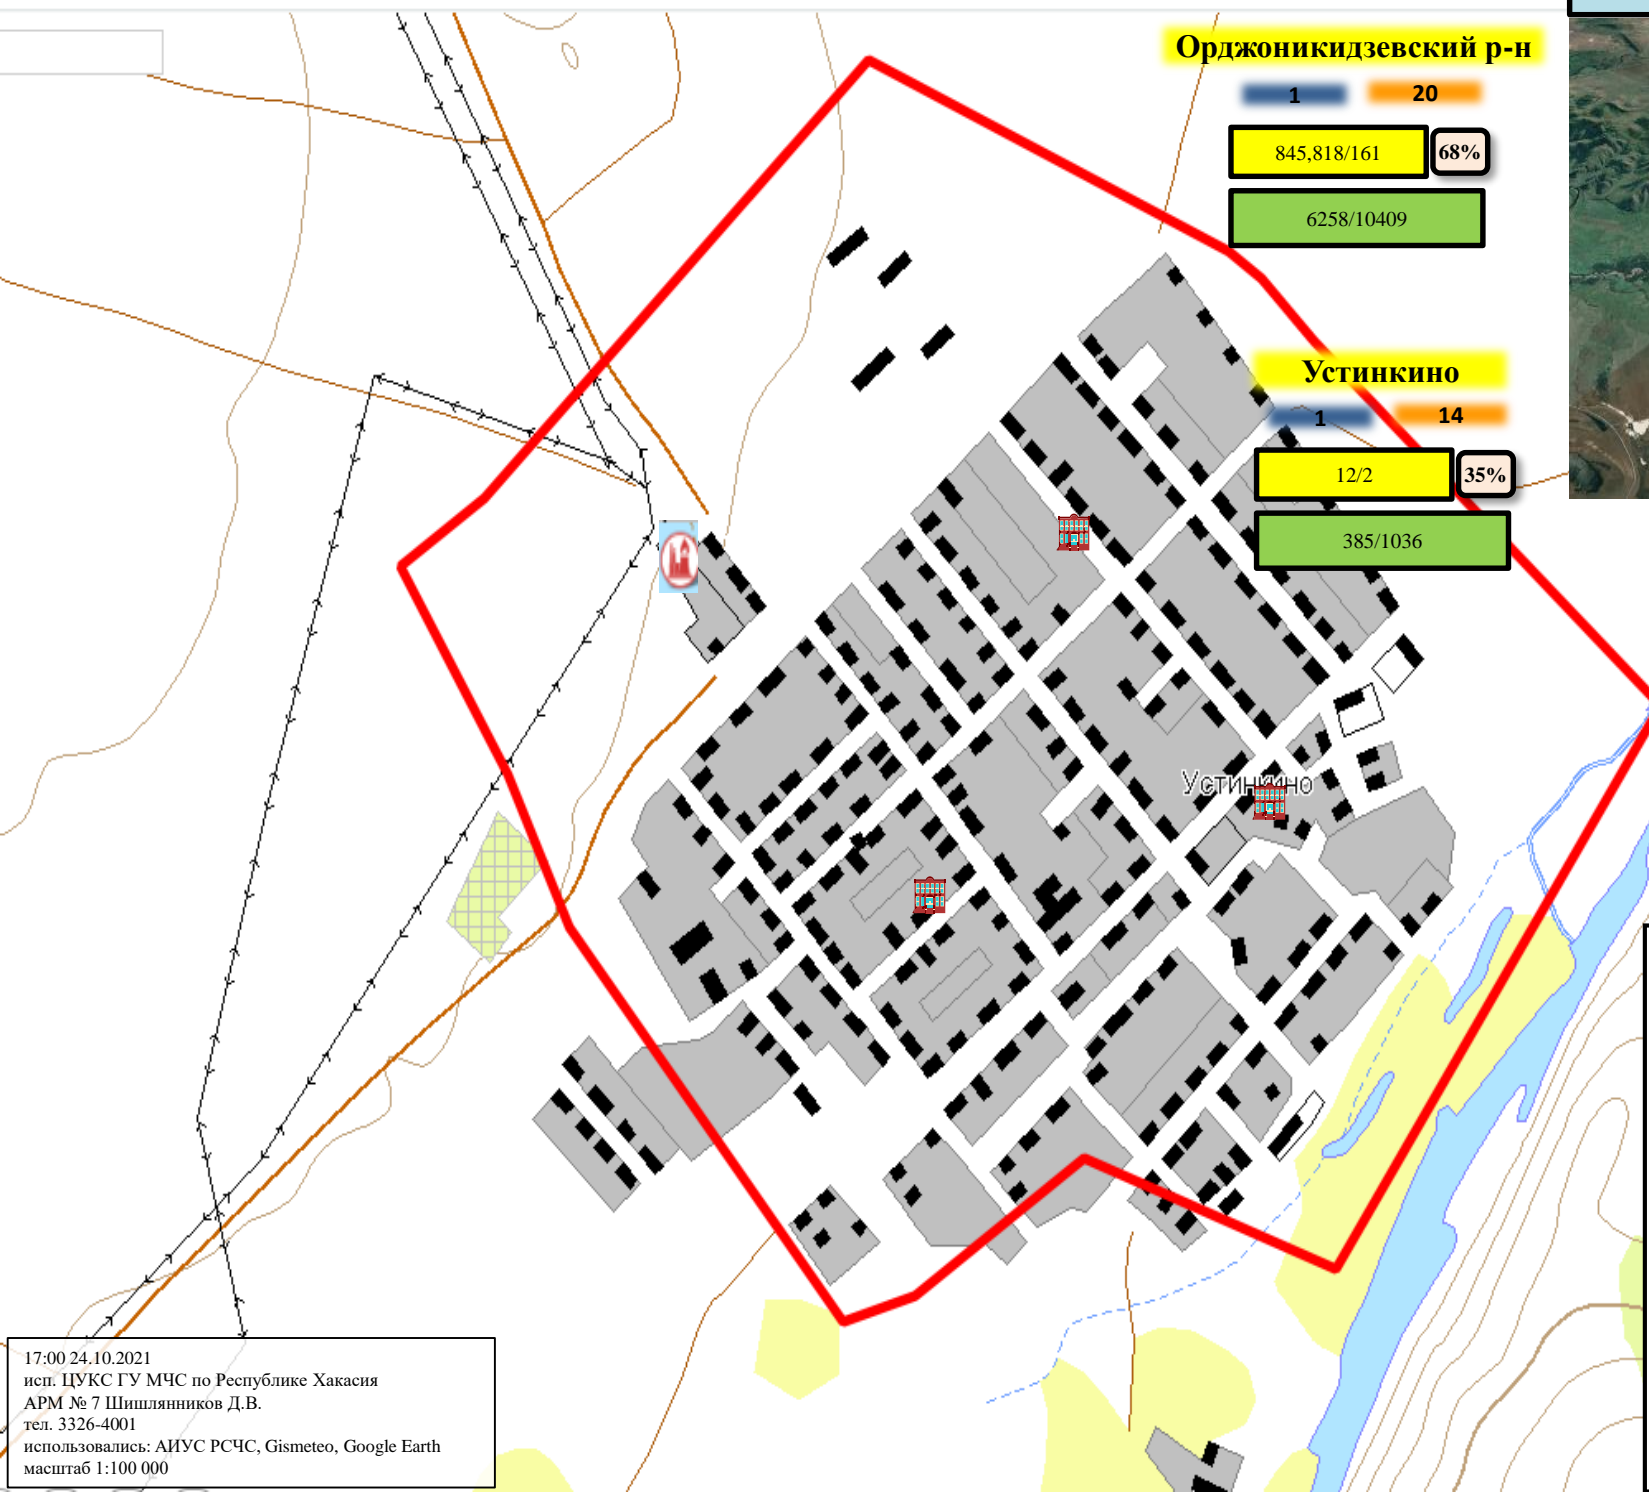 Орджоникидзевский р-н
1 20
845,818/161 68%
6258/10409
Устинкино
1 14
12/2 35%
385/1036
Устинкино
17:00 24.10.2021
исп. ЦУКС ГУ МЧС по Республике Хакасия
АРМ № 7 Шишлянников Д.В.
тел. 3326-4001
использовались: АИУС РСЧС, Gismeteo, Google Earth
масштаб 1:100 000